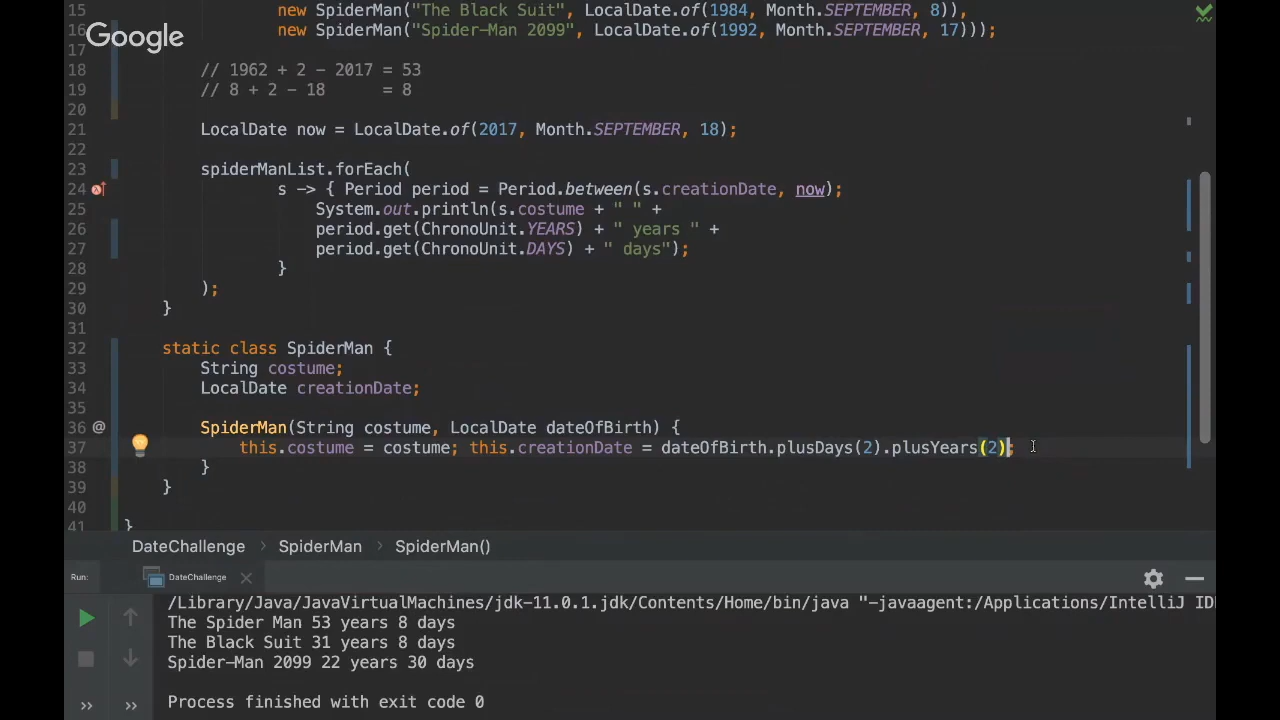 Google
15 new SpiderMan("The Black Suit", LocalDate.of(1984, Month.SEPTEMBER, 8)),
16 new SpiderMan("Spider-Man 2099", LocalDate.of(1992, Month.SEPTEMBER, 17)));
17
18 // 1962 + 2 - 2017 = 53
19 // 8 + 2 - 18 = 8
20
21 LocalDate now = LocalDate.of(2017, Month.SEPTEMBER, 18);
22
23 spiderManList.forEach(
24 s -> { Period period = Period.between(s.creationDate, now);
25 System.out.println(s.costume + " " +
26 period.get(ChronoUnit.YEARS) + " years " +
27 period.get(ChronoUnit.DAYS) + " days");
28 }
29 );
30 }
31
32 static class SpiderMan {
33 String costume;
34 LocalDate creationDate;
35
36 @ SpiderMan(String costume, LocalDate dateOfBirth) {
37 this.costume = costume; this.creationDate = dateOfBirth.plusDays(2).plusYears(2);
38 }
39 }
40
41 }
DateChallenge > SpiderMan > SpiderMan()
Run: DateChallenge
/Library/Java/JavaVirtualMachines/jdk-11.0.1.jdk/Contents/Home/bin/java "-javaagent:/Applications/IntelliJ ID
The Spider Man 53 years 8 days
The Black Suit 31 years 8 days
Spider-Man 2099 22 years 30 days
Process finished with exit code 0